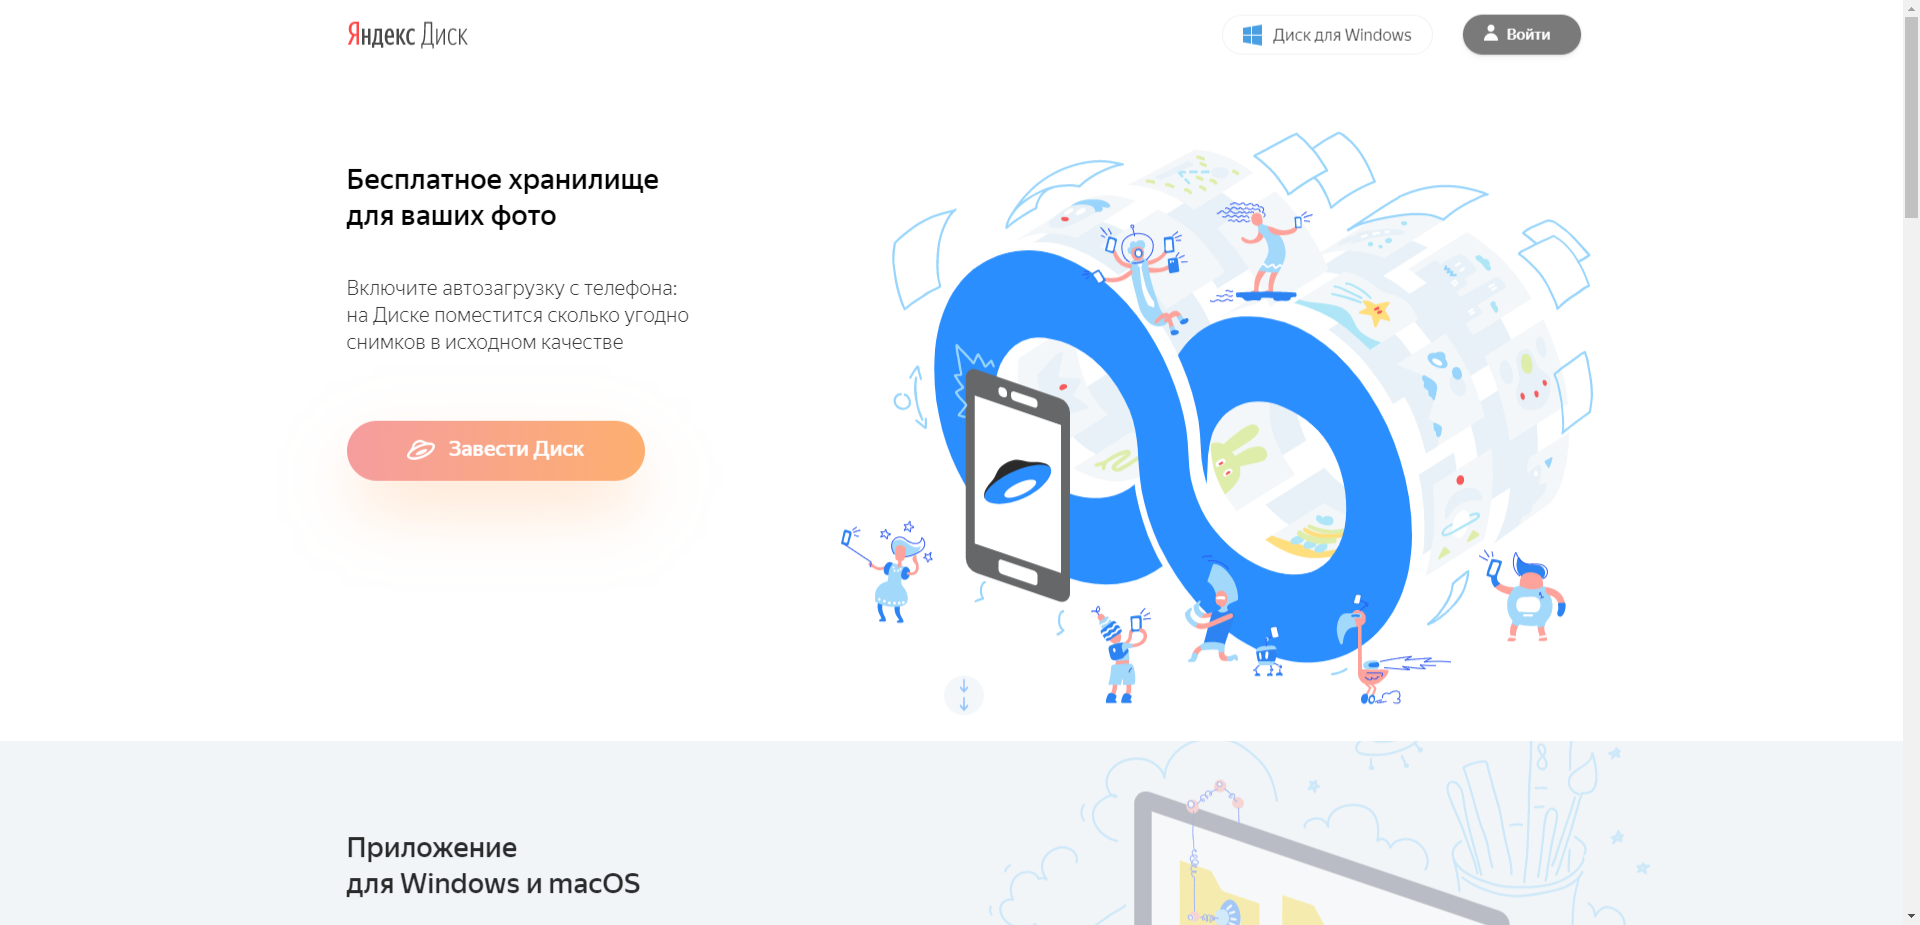 Яндекс Диск
Диск для Windows
Войти
Бесплатное хранилище
для ваших фото
Включите автозагрузку с телефона:
на Диске поместится сколько угодно
снимков в исходном качестве
Завести Диск
Приложение
для Windows и macOS